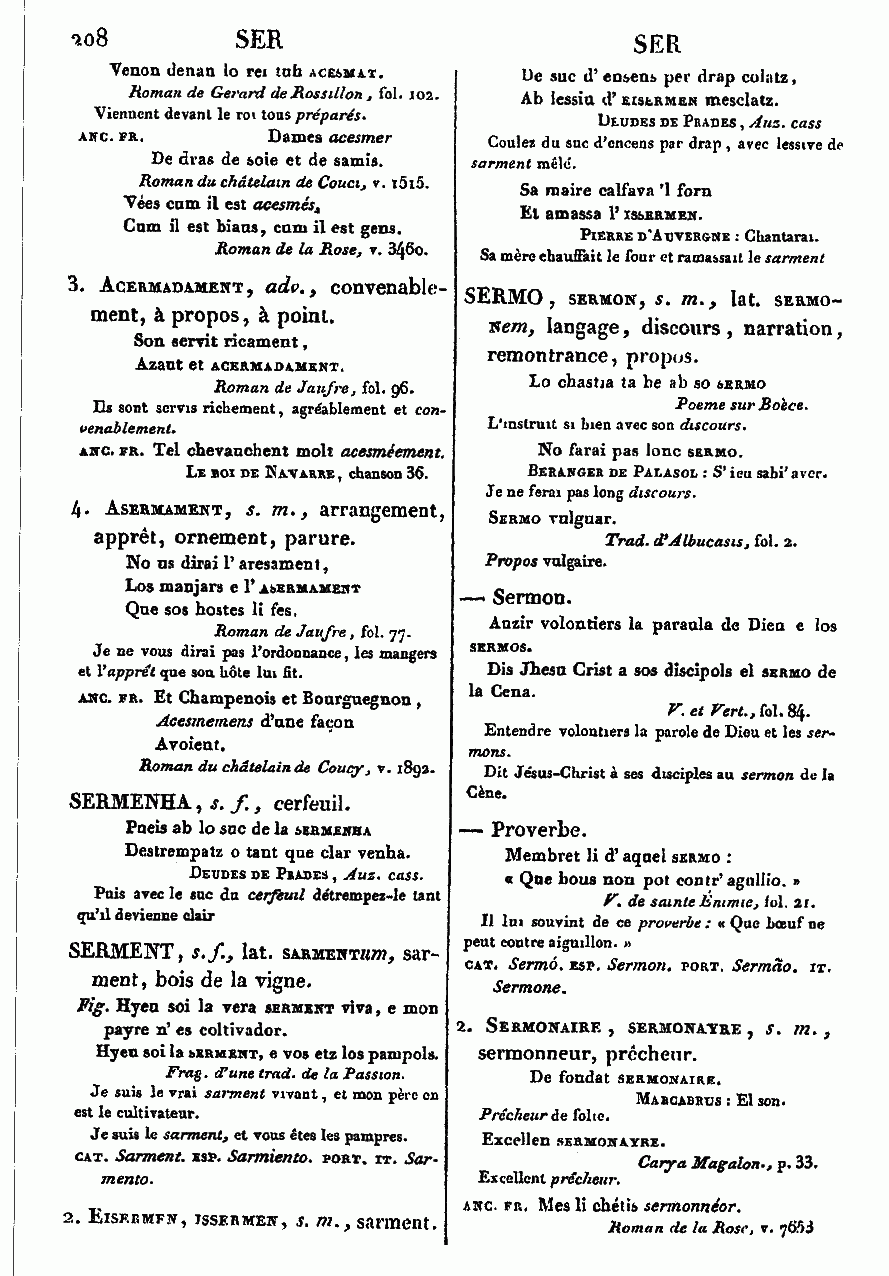 208 SER
Venon denan lo rei tuh ACESMAT.
Roman de Gerard de Rossillon, fol. 102.
Viennent devant le roi tous préparés.
ANC. FR. Dames acesmer
De dras de soie et de samis.
Roman du châtelain de Couci, v. 1515.
Vées cum il est acesmés,
Cum il est biaus, cum il est gens.
Roman de la Rose, v. 3460.
3. ACERMADAMENT, adv., convenable-
ment, à propos, à point.
Son servit ricament,
Azaut et ACERMADAMENT.
Roman de Jaufre, fol. 96.
Ils sont servis richement, agréablement et con-
venablement.
ANC. FR. Tel chevauchent molt acesméement.
LE ROI DE NAVARRE, chanson 36.
4. ASERMAMENT, s. m., arrangement,
apprêt, ornement, parure.
No us dirai l' aresament,
Los manjars e l' ASERMAMENT
Que sos hostes li fes.
Roman de Jaufre, fol. 77.
Je ne vous dirai pas l'ordonnance, les mangers
et l'apprêt que son hôte lui fit.
ANC. FR. Et Champenois et Bourguegnon,
Acesmemens d'une façon
Avoient.
Roman du châtelain de Coucy, v. 1892.
SERMENHA, s. f., cerfeuil.
Pueis ab lo suc de la SERMENHA
Destrempatz o tant que clar venha.
DEUDES DE PRADES, Auz. cass.
Puis avec le suc du cerfeuil détrempez-le tant
qu'il devienne clair
SERMENT, s. f., lat. SARMENTum, sar-
ment, bois de la vigne.
Fig. Hyeu soi la vera SERMENT viva, e mon
payre n' es coltivador.
Hyeu soi la SERMENT, e vos etz los pampols.
Frag. d'une trad. de la Passion.
Je suis le vrai sarment vivant, et mon père en
est le cultivateur.
Je suis le sarment, et vous êtes les pampres.
CAT. Sarment. ESP. Sarmiento. PORT. IT. Sar-
mento.
2. EISERMEN, ISSERMEN, s. m., sarment.
SER
De suc d' ensens per drap colatz,
Ab lessiu d' EISERMEN mesclatz.
DEUDES DE PRADES, Auz. cass
Coulez du suc d'encens par drap, avec lessive de
sarment mêlé.
Sa maire calfava 'l forn
Et amassa l' ISSERMEN.
PIERRE D'AUVERGNE : Chantarai.
Sa mère chauffait le four et ramassait le sarment
SERMO, SERMON, s. m., lat. SERMO-
Nem, langage, discours, narration,
remontrance, propos.
Lo chastia ta be ab so SERMO
Poeme sur Boèce.
L'instruit si bien avec son discours.
No farai pas lonc SERMO.
BERANGER DE PALASOL : S' ieu sabi' aver.
Je ne ferai pas long discours.
SERMO vulguar.
Trad. d'Albucasis, fol. 2.
Propos vulgaire.
— Sermon.
Auzir volontiers la paraula de Dieu e los
SERMOS.
Dis Jhesu Crist a sos discipols el SERMO de
la Cena.
V. et Vert., fol. 84.
Entendre volontiers la parole de Dieu et les ser-
mons.
Dit Jésus-Christ à ses disciples au sermon de la
Cène.
— Proverbe.
Membret li d' aquel SERMO :
« Que bous non pot contr' agullio. »
V. de sainte Énimie, fol. 21.
Il lui souvint de ce proverbe : « Que bœuf ne
peut contre aiguillon. »
CAT. Sermó. ESP. Sermon. PORT. Sermão. IT.
Sermone.
2. SERMONAIRE, SERMONAYRE, s. m.,
sermonneur, prêcheur.
De fondat SERMONAIRE.
MARCABRUS : El son.
Prêcheur de folie.
Excellen SERMONAYRE.
Carya Magalon., p. 33.
Excellent prêcheur.
ANC. FR. Mes li chétis sermonnéor.
Roman de la Rose, v. 7653